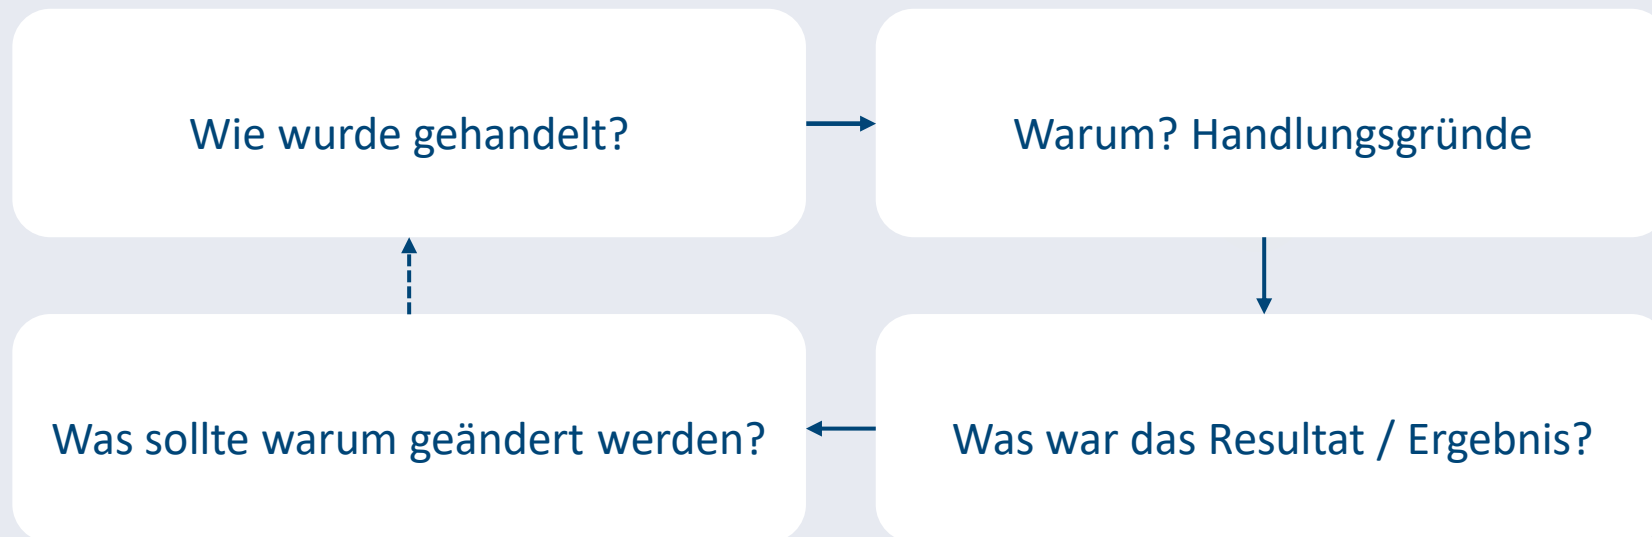 Wie wurde gehandelt?
Warum? Handlungsgründe
Was sollte warum geändert werden?
Was war das Resultat / Ergebnis?